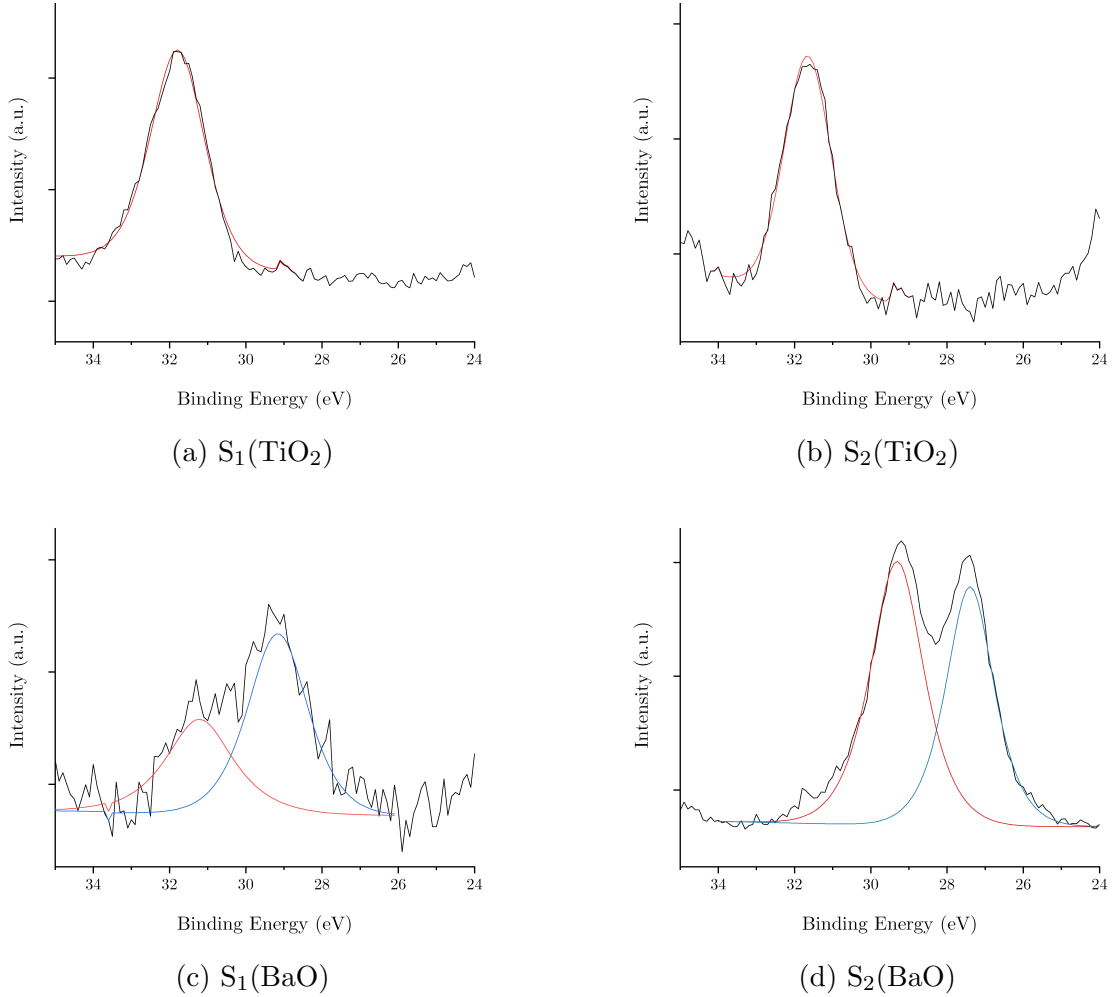 Intensity (a.u.)
34 32 30 28 26 24
Binding Energy (eV)
(a) S₁(TiO₂)
Intensity (a.u.)
34 32 30 28 26 24
Binding Energy (eV)
(b) S₂(TiO₂)
Intensity (a.u.)
34 32 30 28 26 24
Binding Energy (eV)
(c) S₁(BaO)
Intensity (a.u.)
34 32 30 28 26 24
Binding Energy (eV)
(d) S₂(BaO)